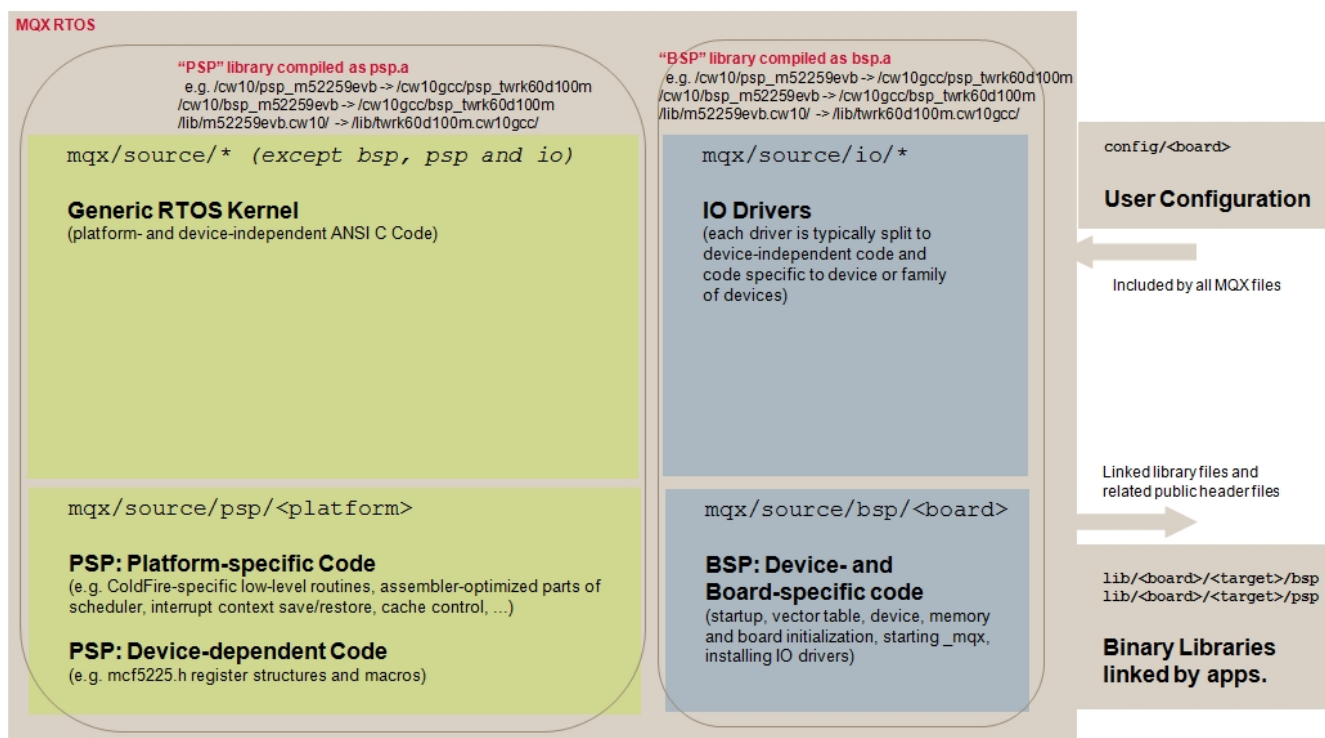 MQX RTOS
“PSP” library compiled as psp.a
e.g. /cw10/psp_m52259evb -> /cw10gcc/psp_twrk60d100m
/cw10/bsp_m52259evb -> /cw10gcc/bsp_twrk60d100m
/lib/m52259evb.cw10/ -> /lib/twrk60d100m.cw10gcc/
mqx/source/* (except bsp, psp and io)
Generic RTOS Kernel
(platform- and device-independent ANSI C Code)
mqx/source/psp/<platform>
PSP: Platform-specific Code
(e.g. ColdFire-specific low-level routines, assembler-optimized parts of
scheduler, interrupt context save/restore, cache control, ...)
PSP: Device-dependent Code
(e.g. mcf5225.h register structures and macros)
“BSP” library compiled as bsp.a
e.g. /cw10/psp_m52259evb -> /cw10gcc/psp_twrk60d100m
/cw10/bsp_m52259evb -> /cw10gcc/bsp_twrk60d100m
/lib/m52259evb.cw10/ -> /lib/twrk60d100m.cw10gcc/
mqx/source/io/*
IO Drivers
(each driver is typically split to
device-independent code and
code specific to device or family
of devices)
mqx/source/bsp/<board>
BSP: Device- and
Board-specific code
(startup, vector table, device, memory
and board initialization, starting _mqx,
installing IO drivers)
config/<board>
User Configuration
Included by all MQX files
Linked library files and
related public header files
lib/<board>/<target>/bsp
lib/<board>/<target>/psp
Binary Libraries
linked by apps.